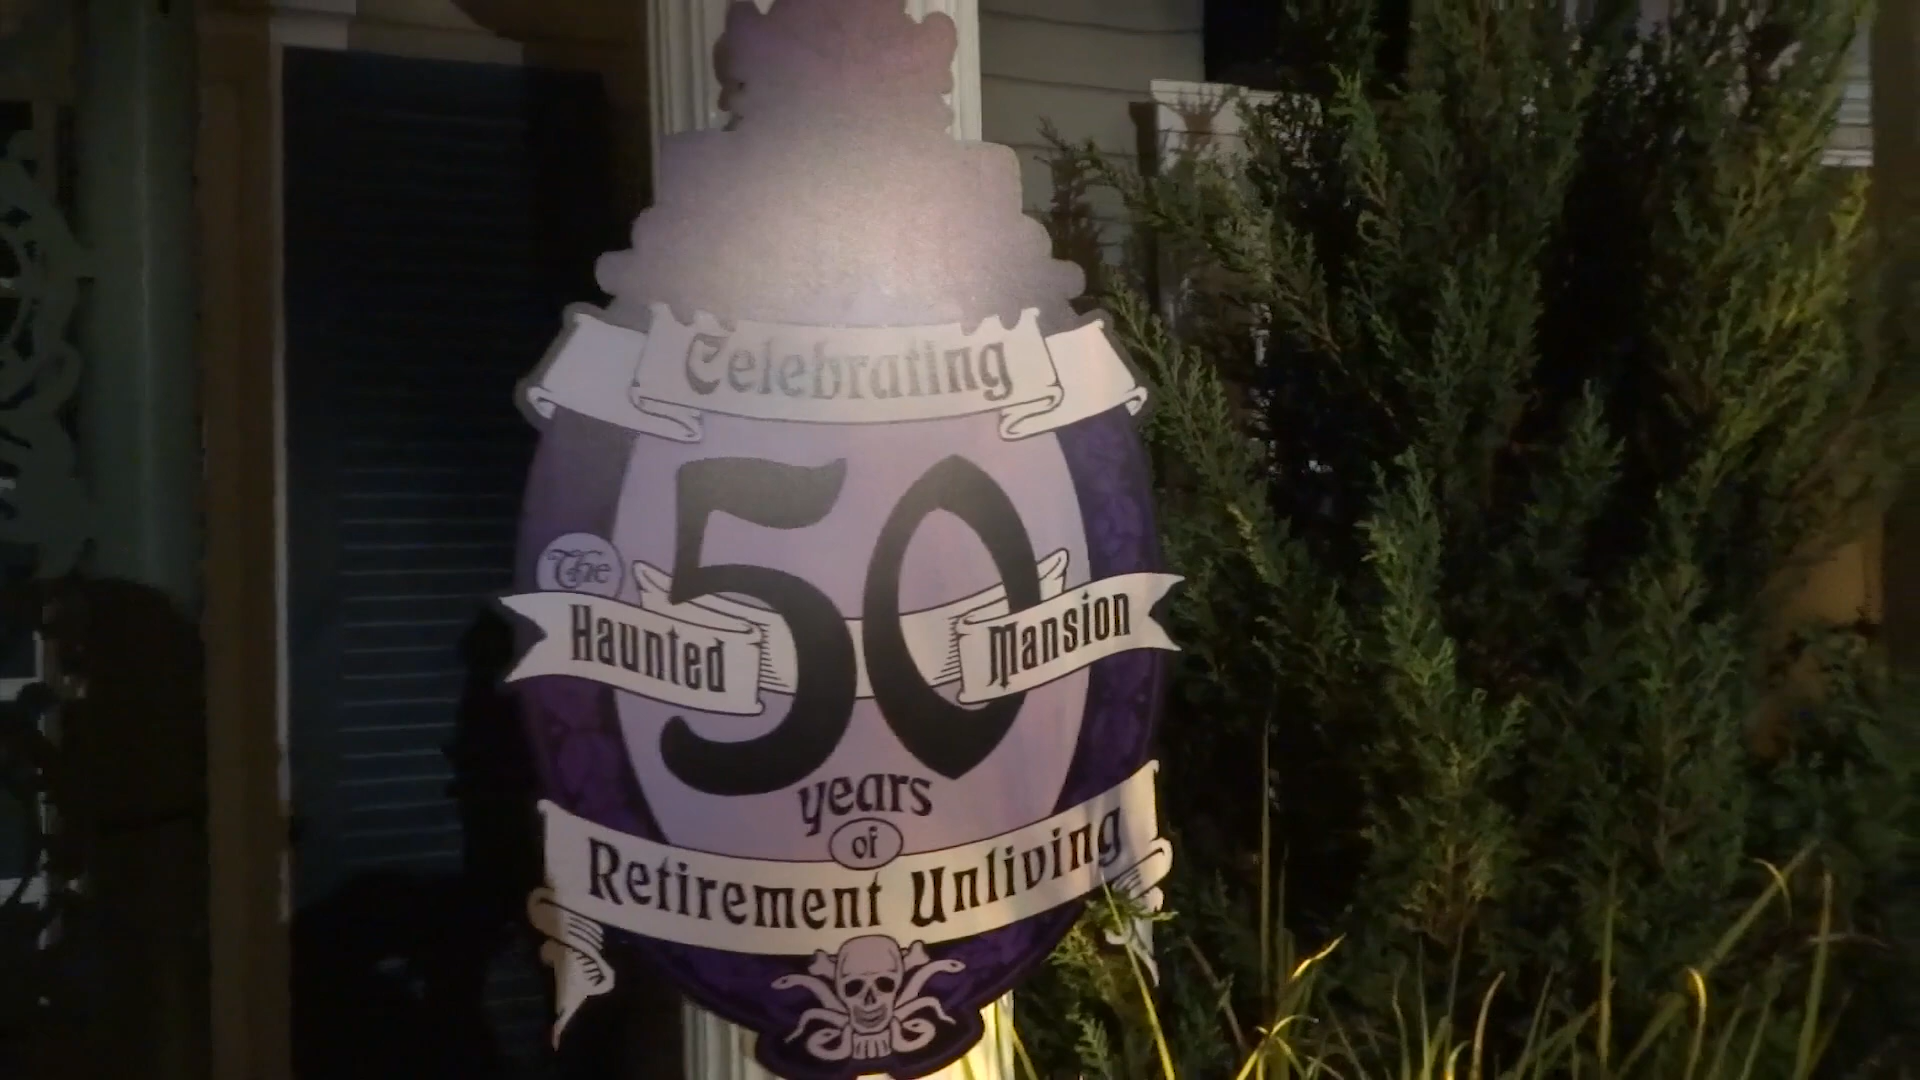 Celebrating
50
The
Haunted Mansion
years
of
Retirement Unliving